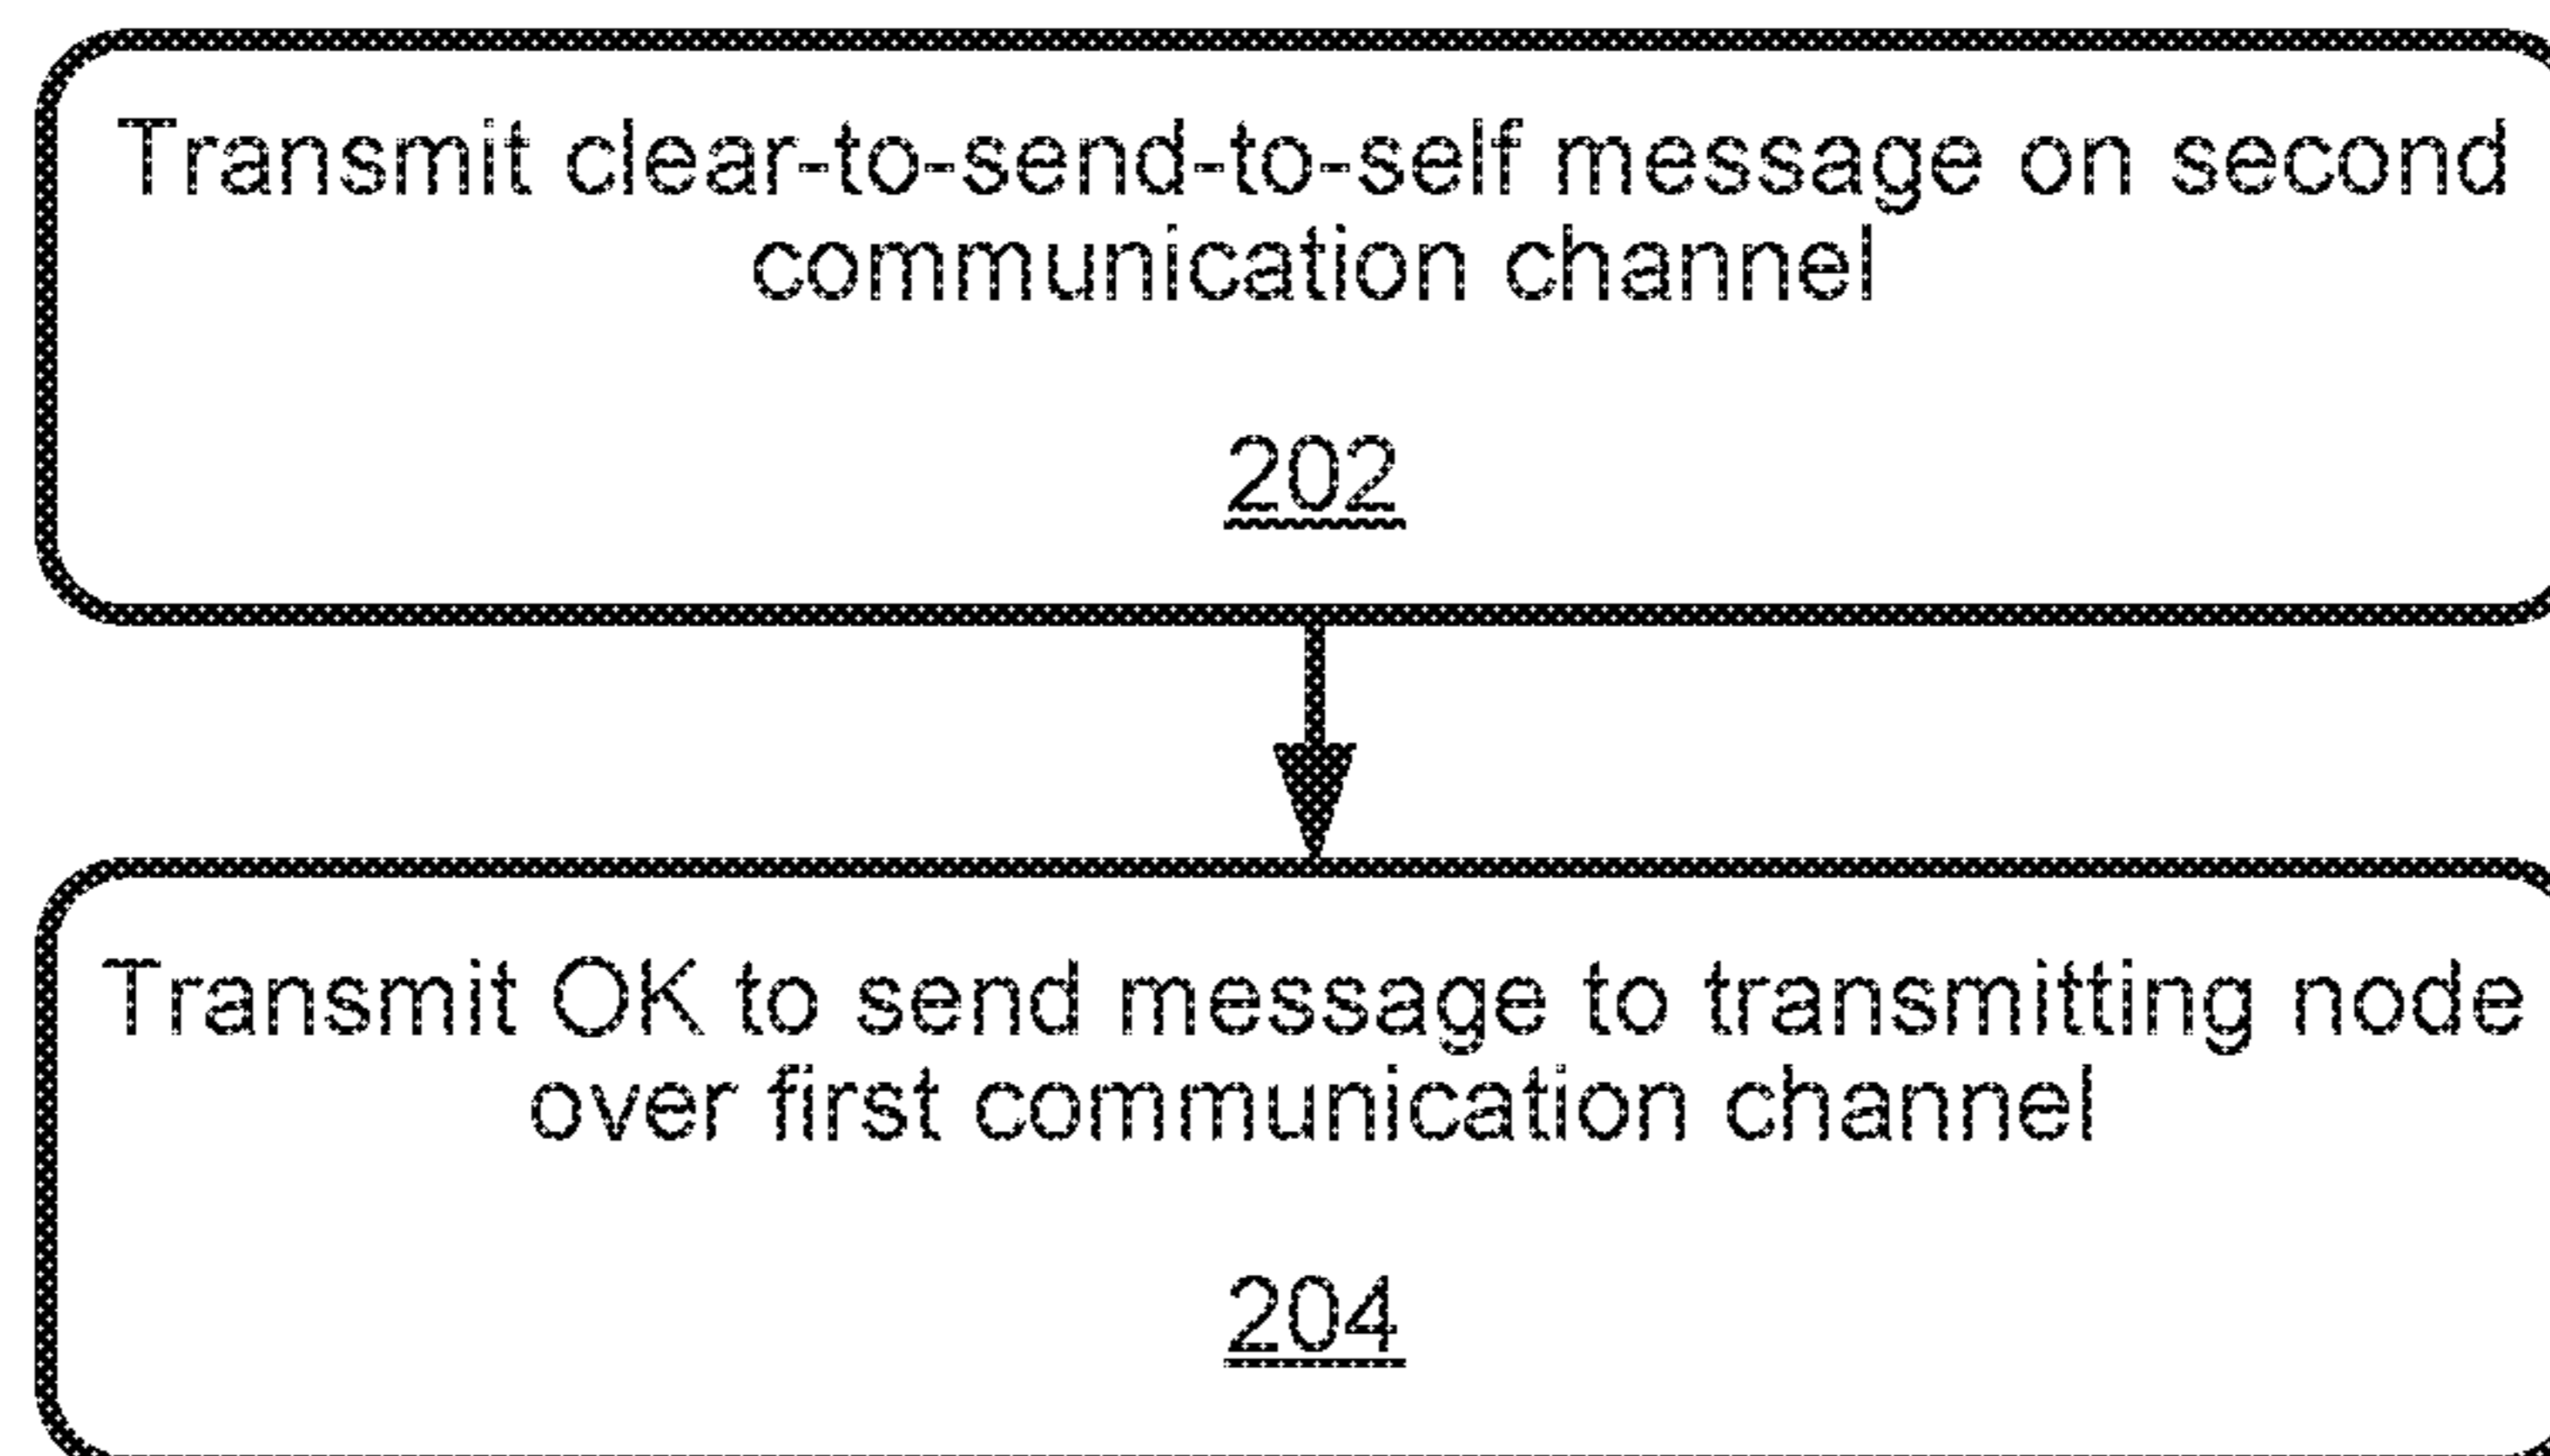 Transmit clear-to-send-to-self message on second
communication channel
202
Transmit OK to send message to transmitting node
over first communication channel
204